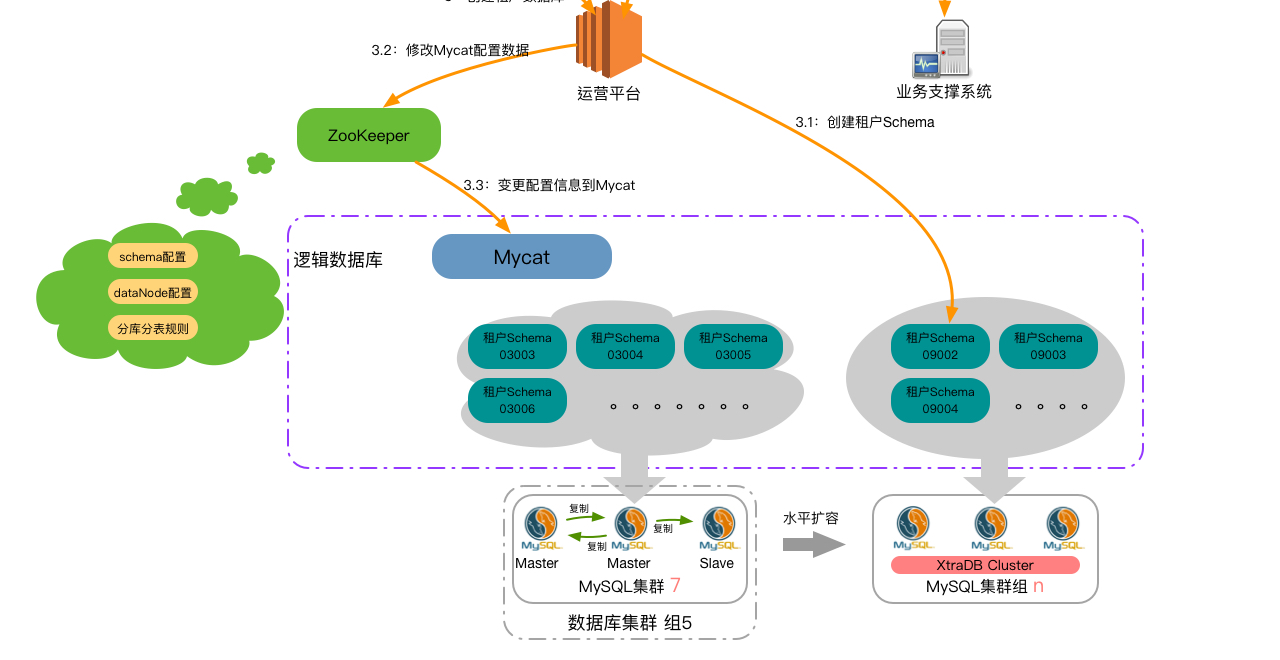 3.2：修改Mycat配置数据
运营平台
业务支撑系统
3.1：创建租户Schema
ZooKeeper
3.3：变更配置信息到Mycat
逻辑数据库
Mycat
schema配置
dataNode配置
分库分表规则
租户Schema
03003
租户Schema
03004
租户Schema
03005
租户Schema
03006
租户Schema
09002
租户Schema
09003
租户Schema
09004
复制
复制
复制
MySQL
MySQL
MySQL
Master
Master
Slave
MySQL集群 7
数据库集群 组5
水平扩容
MySQL
MySQL
MySQL
XtraDB Cluster
MySQL集群组 n